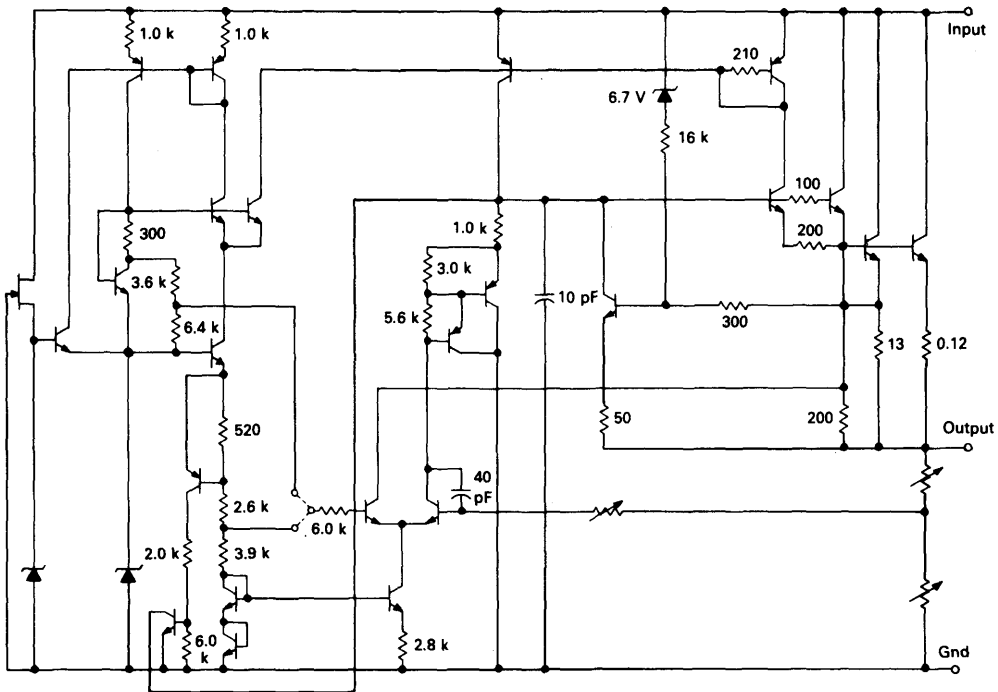 Input
1.0 k
1.0 k
210
6.7 V
16 k
100
300
1.0 k
200
3.6 k
3.0 k
10 pF
6.4 k
5.6 k
300
13
0.12
520
50
200
Output
40
pF
2.6 k
6.0 k
2.0 k
3.9 k
6.0
k
2.8 k
Gnd